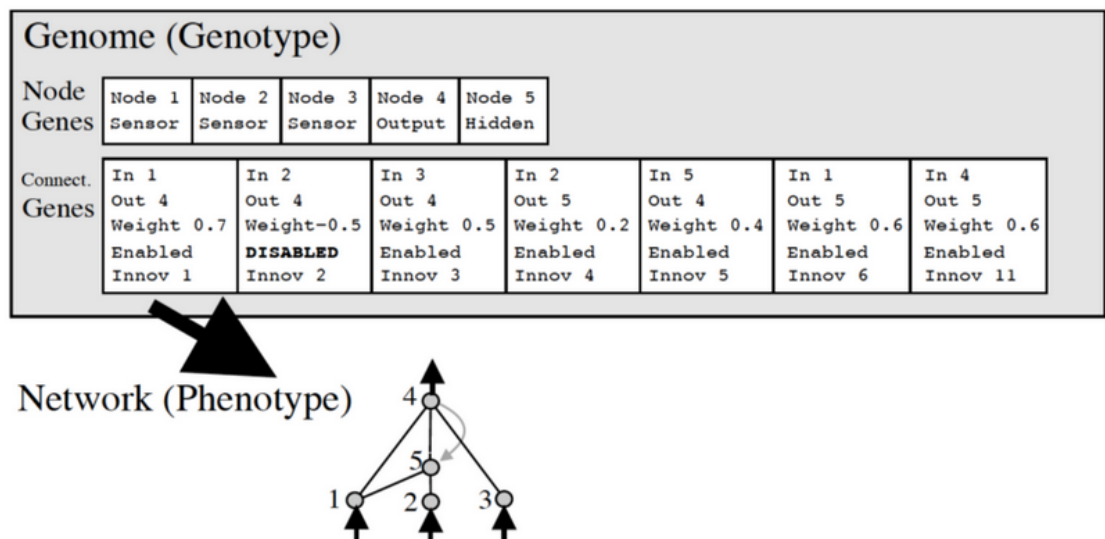 Genome (Genotype)
Node Genes
Node 1 Sensor
Node 2 Sensor
Node 3 Sensor
Node 4 Output
Node 5 Hidden
Connect. Genes
In 1
Out 4
Weight 0.7
Enabled
Innov 1
In 2
Out 4
Weight-0.5
DISABLED
Innov 2
In 3
Out 4
Weight 0.5
Enabled
Innov 3
In 2
Out 5
Weight 0.2
Enabled
Innov 4
In 5
Out 4
Weight 0.4
Enabled
Innov 5
In 1
Out 5
Weight 0.6
Enabled
Innov 6
In 4
Out 5
Weight 0.6
Enabled
Innov 11
Network (Phenotype)
4
5
1
2
3